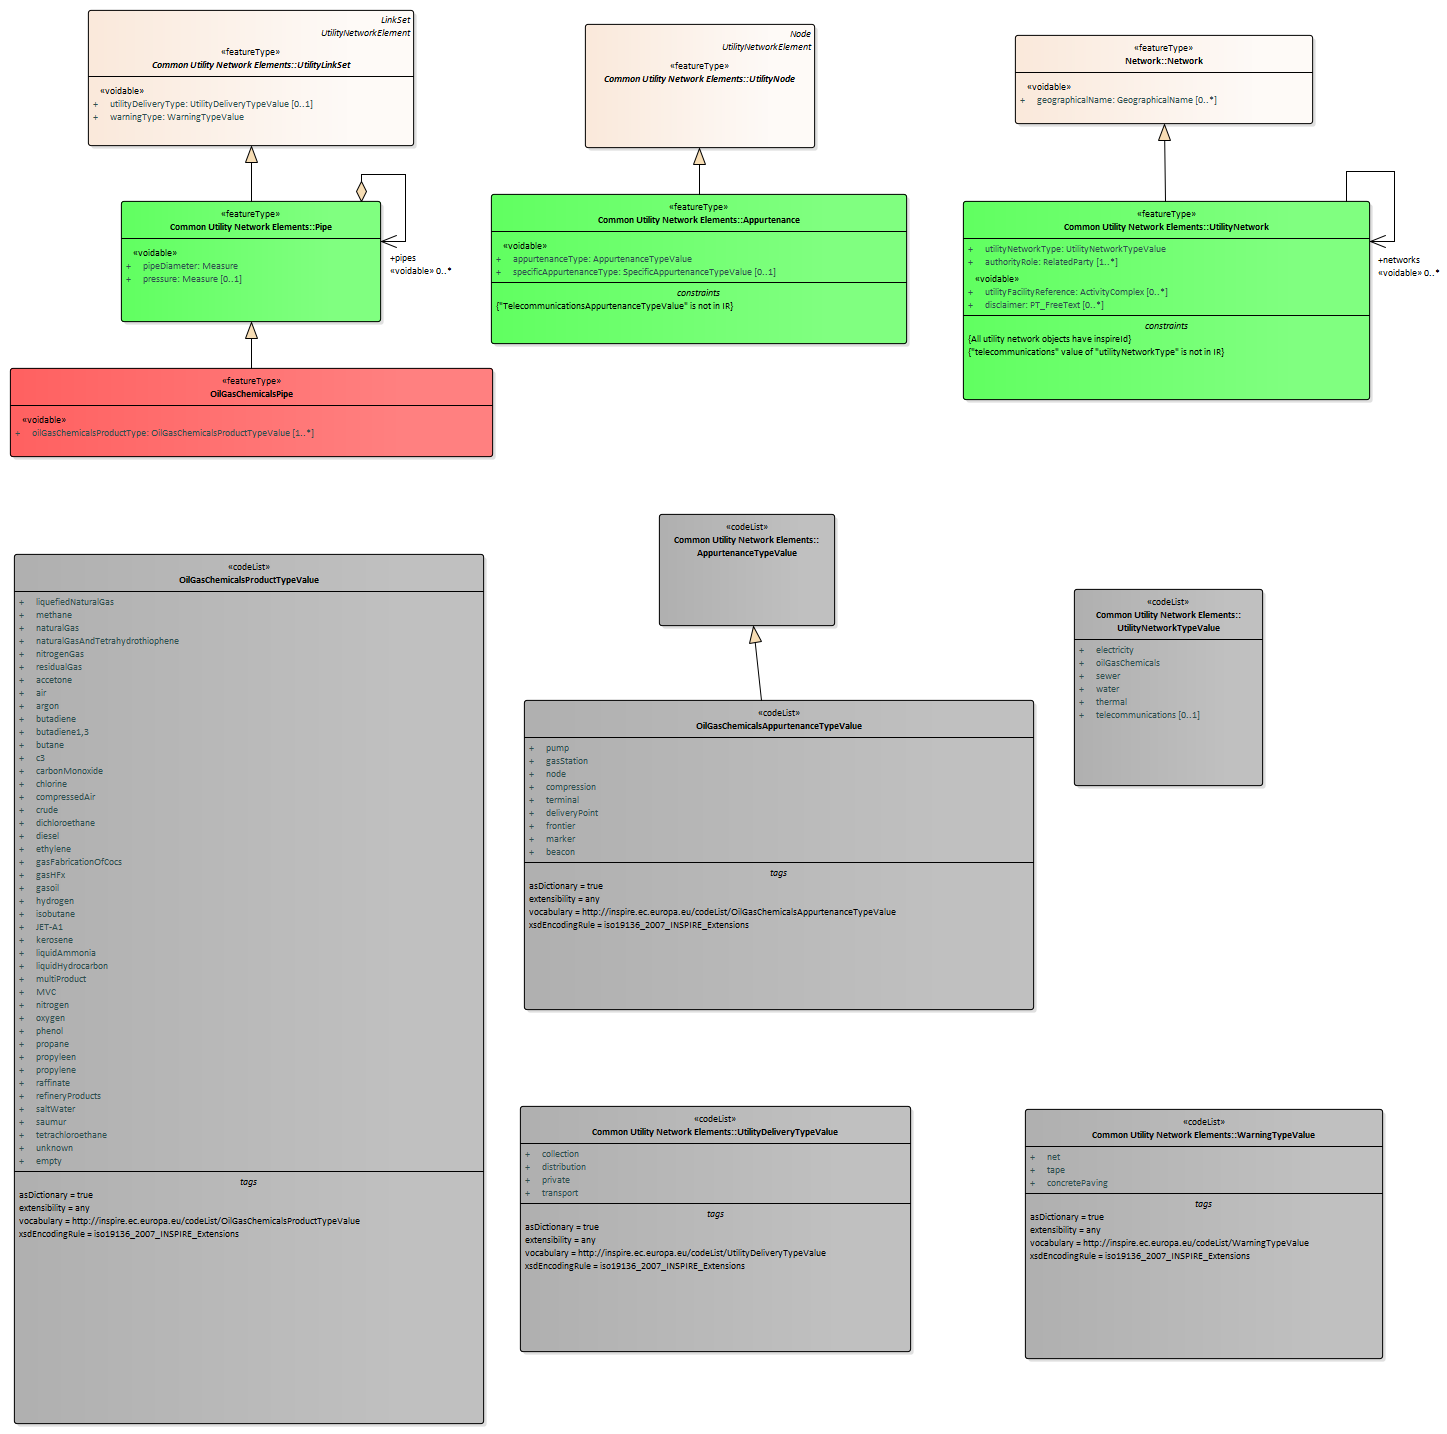 LinkSet
UtilityNetworkElement
«featureType»
Common Utility Network Elements::UtilityLinkSet
«voidable»
+ utilityDeliveryType: UtilityDeliveryTypeValue [0..1]
+ warningType: WarningTypeValue
Node
UtilityNetworkElement
«featureType»
Common Utility Network Elements::UtilityNode
«featureType»
Network::Network
«voidable»
+ geographicalName: GeographicalName [0..*]
«featureType»
Common Utility Network Elements::Pipe
«voidable»
+ pipeDiameter: Measure
+ pressure: Measure [0..1]
+pipes
«voidable» 0..*
«featureType»
Common Utility Network Elements::Appurtenance
«voidable»
+ appurtenanceType: AppurtenanceTypeValue
+ specificAppurtenanceType: SpecificAppurtenanceTypeValue [0..1]
constraints
{"TelecommunicationsAppurtenanceTypeValue" is not in IR}
«featureType»
Common Utility Network Elements::UtilityNetwork
+ utilityNetworkType: UtilityNetworkTypeValue
+ authorityRole: RelatedParty [1..*]
«voidable»
+ utilityFacilityReference: ActivityComplex [0..*]
+ disclaimer: PT_FreeText [0..*]
constraints
{All utility network objects have inspireId}
{"telecommunications" value of "utilityNetworkType" is not in IR}
+networks
«voidable» 0..*
«featureType»
OilGasChemicalsPipe
«voidable»
+ oilGasChemicalsProductType: OilGasChemicalsProductTypeValue [1..*]
«codeList»
OilGasChemicalsProductTypeValue
+ liquefiedNaturalGas
+ methane
+ naturalGas
+ naturalGasAndTetrahydrothiophene
+ nitrogenGas
+ residualGas
+ accetone
+ air
+ argon
+ butadiene
+ butadiene1,3
+ butane
+ c3
+ carbonMonoxide
+ chlorine
+ compressedAir
+ crude
+ dichloroethane
+ diesel
+ ethylene
+ gasFabricationOfCocs
+ gasHFx
+ gasoil
+ hydrogen
+ isobutane
+ JET-A1
+ kerosene
+ liquidAmmonia
+ liquidHydrocarbon
+ multiProduct
+ MVC
+ nitrogen
+ oxygen
+ phenol
+ propane
+ propyleen
+ propylene
+ raffinate
+ refineryProducts
+ saltWater
+ saumur
+ tetrachloroethane
+ unknown
+ empty
tags
asDictionary = true
extensibility = any
vocabulary = http://inspire.ec.europa.eu/codeList/OilGasChemicalsProductTypeValue
xsdEncodingRule = iso19136_2007_INSPIRE_Extensions
«codeList»
Common Utility Network Elements::
AppurtenanceTypeValue
«codeList»
OilGasChemicalsAppurtenanceTypeValue
+ pump
+ gasStation
+ node
+ compression
+ terminal
+ deliveryPoint
+ frontier
+ marker
+ beacon
tags
asDictionary = true
extensibility = any
vocabulary = http://inspire.ec.europa.eu/codeList/OilGasChemicalsAppurtenanceTypeValue
xsdEncodingRule = iso19136_2007_INSPIRE_Extensions
«codeList»
Common Utility Network Elements::
UtilityNetworkTypeValue
+ electricity
+ oilGasChemicals
+ sewer
+ water
+ thermal
+ telecommunications [0..1]
«codeList»
Common Utility Network Elements::UtilityDeliveryTypeValue
+ collection
+ distribution
+ private
+ transport
tags
asDictionary = true
extensibility = any
vocabulary = http://inspire.ec.europa.eu/codeList/UtilityDeliveryTypeValue
xsdEncodingRule = iso19136_2007_INSPIRE_Extensions
«codeList»
Common Utility Network Elements::WarningTypeValue
+ net
+ tape
+ concretePaving
tags
asDictionary = true
extensibility = any
vocabulary = http://inspire.ec.europa.eu/codeList/WarningTypeValue
xsdEncodingRule = iso19136_2007_INSPIRE_Extensions